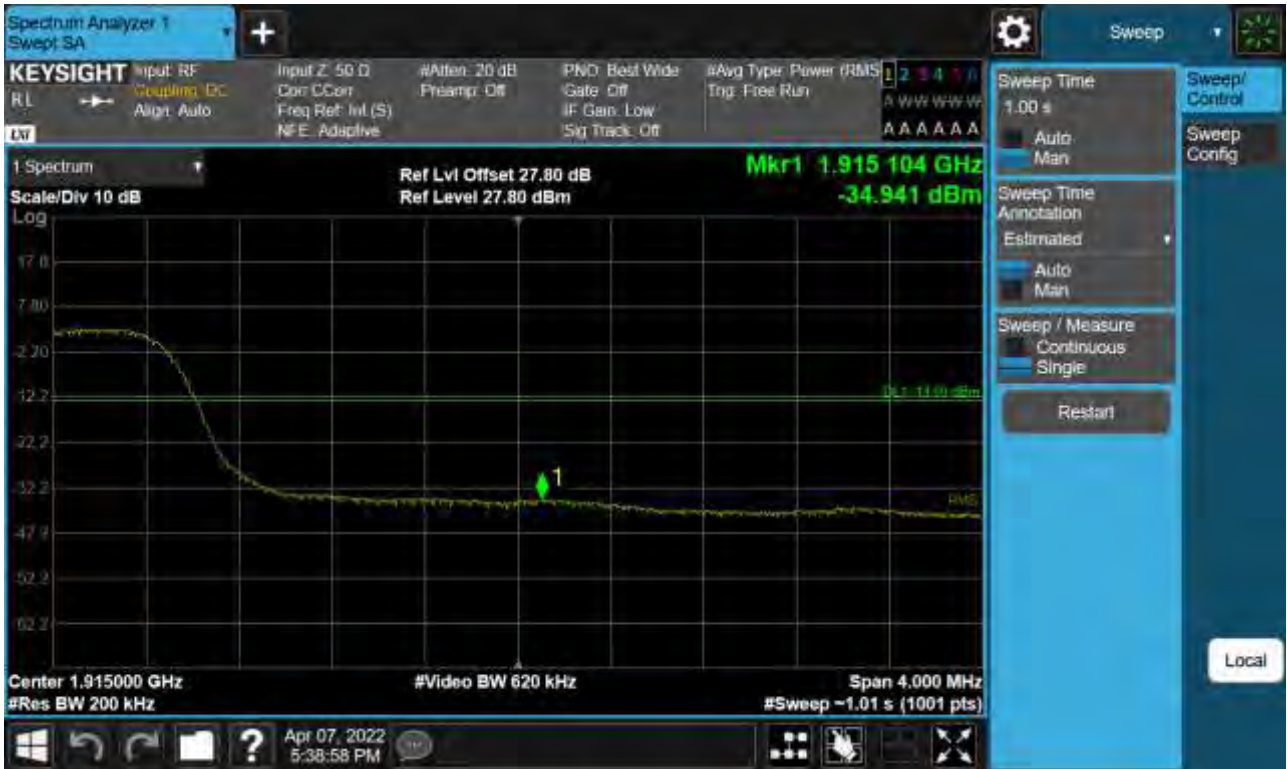 Spectrum Analyzer 1
Swept SA
+
Sweep
KEYSIGHT
RL
LXI
Input: RF
Coupling: DC
Align: Auto
Input Z: 50 Ω
Corr CCorr
Freq Ref: Int (S)
NFE: Adaptive
#Atten: 20 dB
Preamp: Off
PNO: Best Wide
Gate: Off
IF Gain: Low
Sig Track: Off
#Avg Type: Power (RMS
Trig: Free Run
1 2 3 4 5 6
A W W W W W
A A A A A A
1 Spectrum
Scale/Div 10 dB
Log
Ref Lvl Offset 27.80 dB
Ref Level 27.80 dBm
Mkr1 1.915 104 GHz
-34.941 dBm
17.8
7.80
-2.20
-12.2
-22.2
-32.2
-42.2
-52.2
-62.2
DL1 -13.00 dBm
1
RMS
Center 1.915000 GHz
#Res BW 200 kHz
#Video BW 620 kHz
Span 4.000 MHz
#Sweep ~1.01 s (1001 pts)
Sweep Time
1.00 s
Auto
Man
Sweep Time
Annotation
Estimated
Auto
Man
Sweep / Measure
Continuous
Single
Restart
Sweep/
Control
Sweep
Config
Local
?
Apr 07, 2022
5:38:58 PM